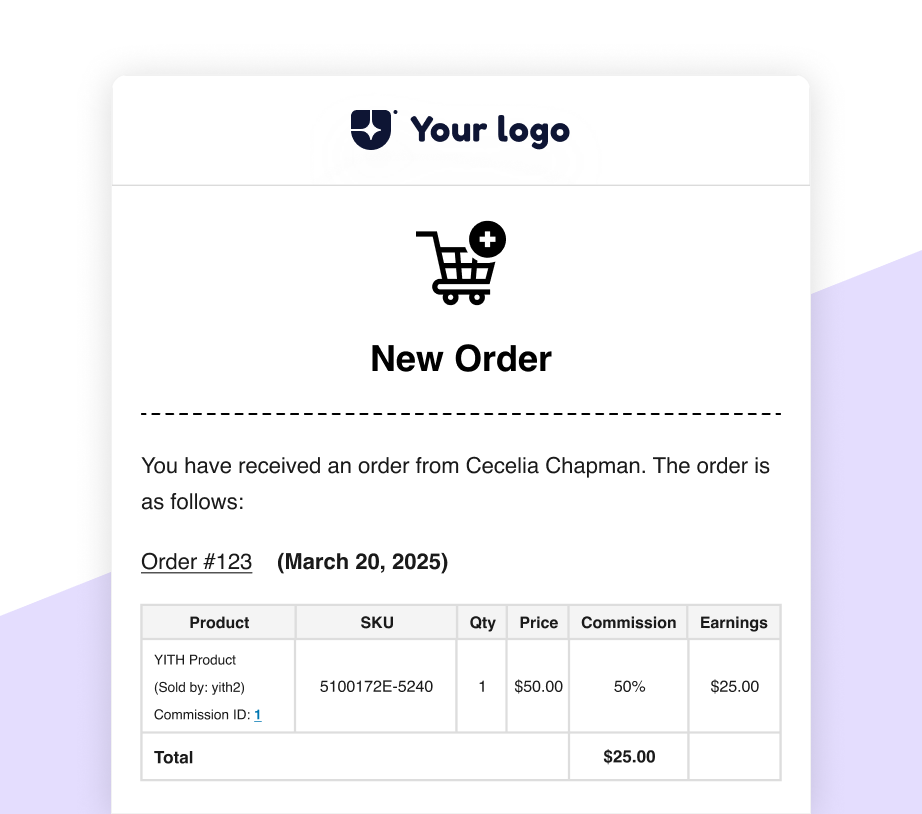 Your logo
New Order
You have received an order from Cecelia Chapman. The order is
as follows:
Order #123 (March 20, 2025)
Product SKU Qty Price Commission Earnings
YITH Product
(Sold by: yith2)
Commission ID: 1
5100172E-5240 1 $50.00 50% $25.00
Total $25.00